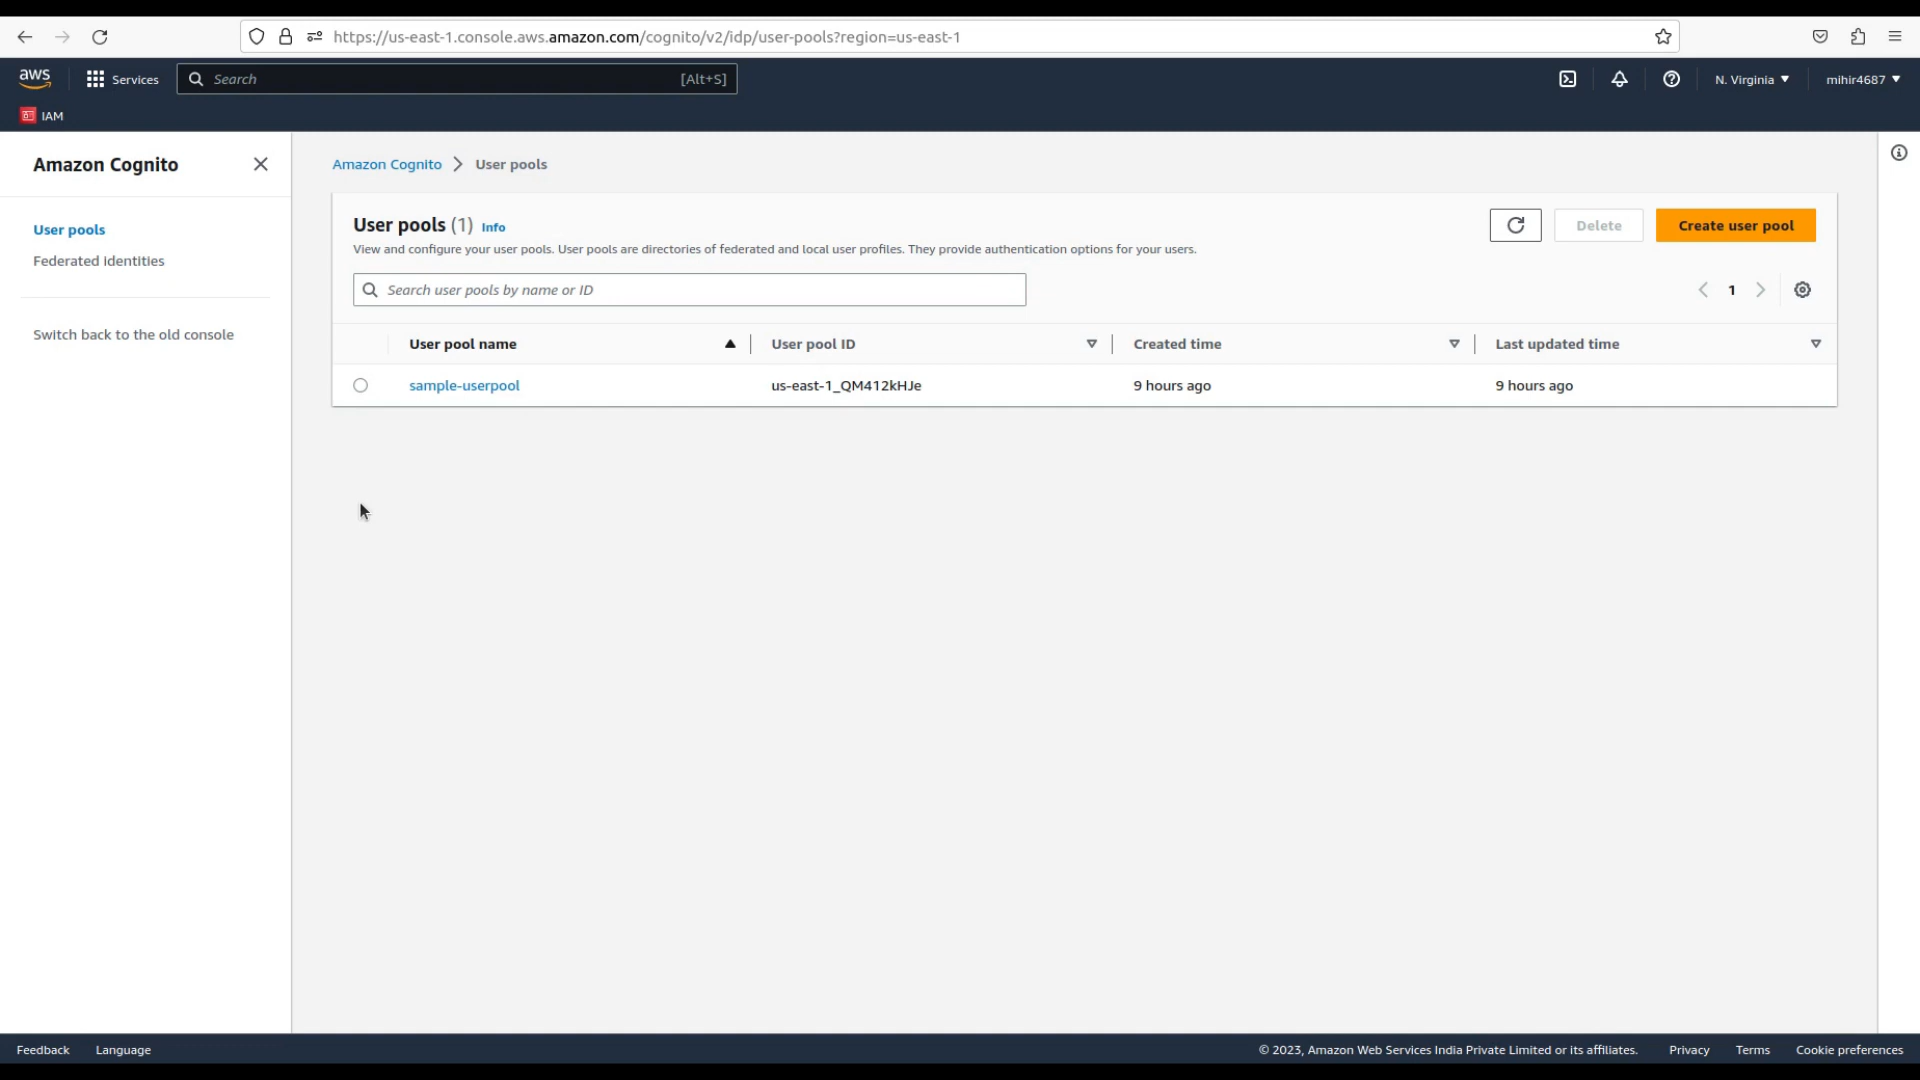 https://us-east-1.console.aws.amazon.com/cognito/v2/idp/user-pools?region=us-east-1
aws
Services
Search
[Alt+S]
N. Virginia
mihir4687
IAM
Amazon Cognito
User pools
Federated identities
Switch back to the old console
Amazon Cognito > User pools
User pools (1) Info
View and configure your user pools. User pools are directories of federated and local user profiles. They provide authentication options for your users.
Delete
Create user pool
Search user pools by name or ID
1
User pool name User pool ID Created time Last updated time
sample-userpool us-east-1_QM412kHJe 9 hours ago 9 hours ago
Feedback Language © 2023, Amazon Web Services India Private Limited or its affiliates. Privacy Terms Cookie preferences